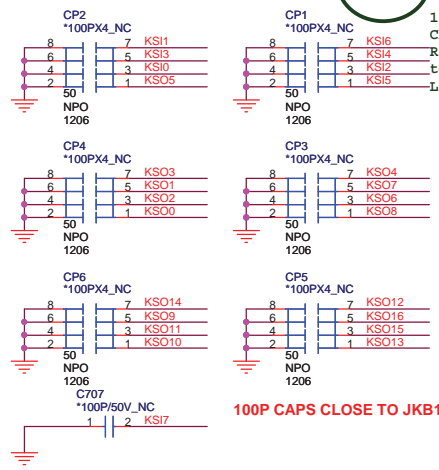 CP2
*100PX4_NC
8 7 KSI1
6 5 KSI3
4 3 KSI0
2 1 KSO5
50
NPO
1206
CP1
*100PX4_NC
8 7 KSI6
6 5 KSI4
4 3 KSI2
2 1 KSI5
50
NPO
1206
1
C
R
t
L
CP4
*100PX4_NC
8 7 KSO3
6 5 KSO1
4 3 KSO2
2 1 KSO0
50
NPO
1206
CP3
*100PX4_NC
8 7 KSO4
6 5 KSO7
4 3 KSO6
2 1 KSO8
50
NPO
1206
CP6
*100PX4_NC
8 7 KSO14
6 5 KSO9
4 3 KSO11
2 1 KSO10
50
NPO
1206
CP5
*100PX4_NC
8 7 KSO12
6 5 KSO16
4 3 KSO15
2 1 KSO13
50
NPO
1206
C707
*100P/50V_NC
1 2 KSI7
100P CAPS CLOSE TO JKB1